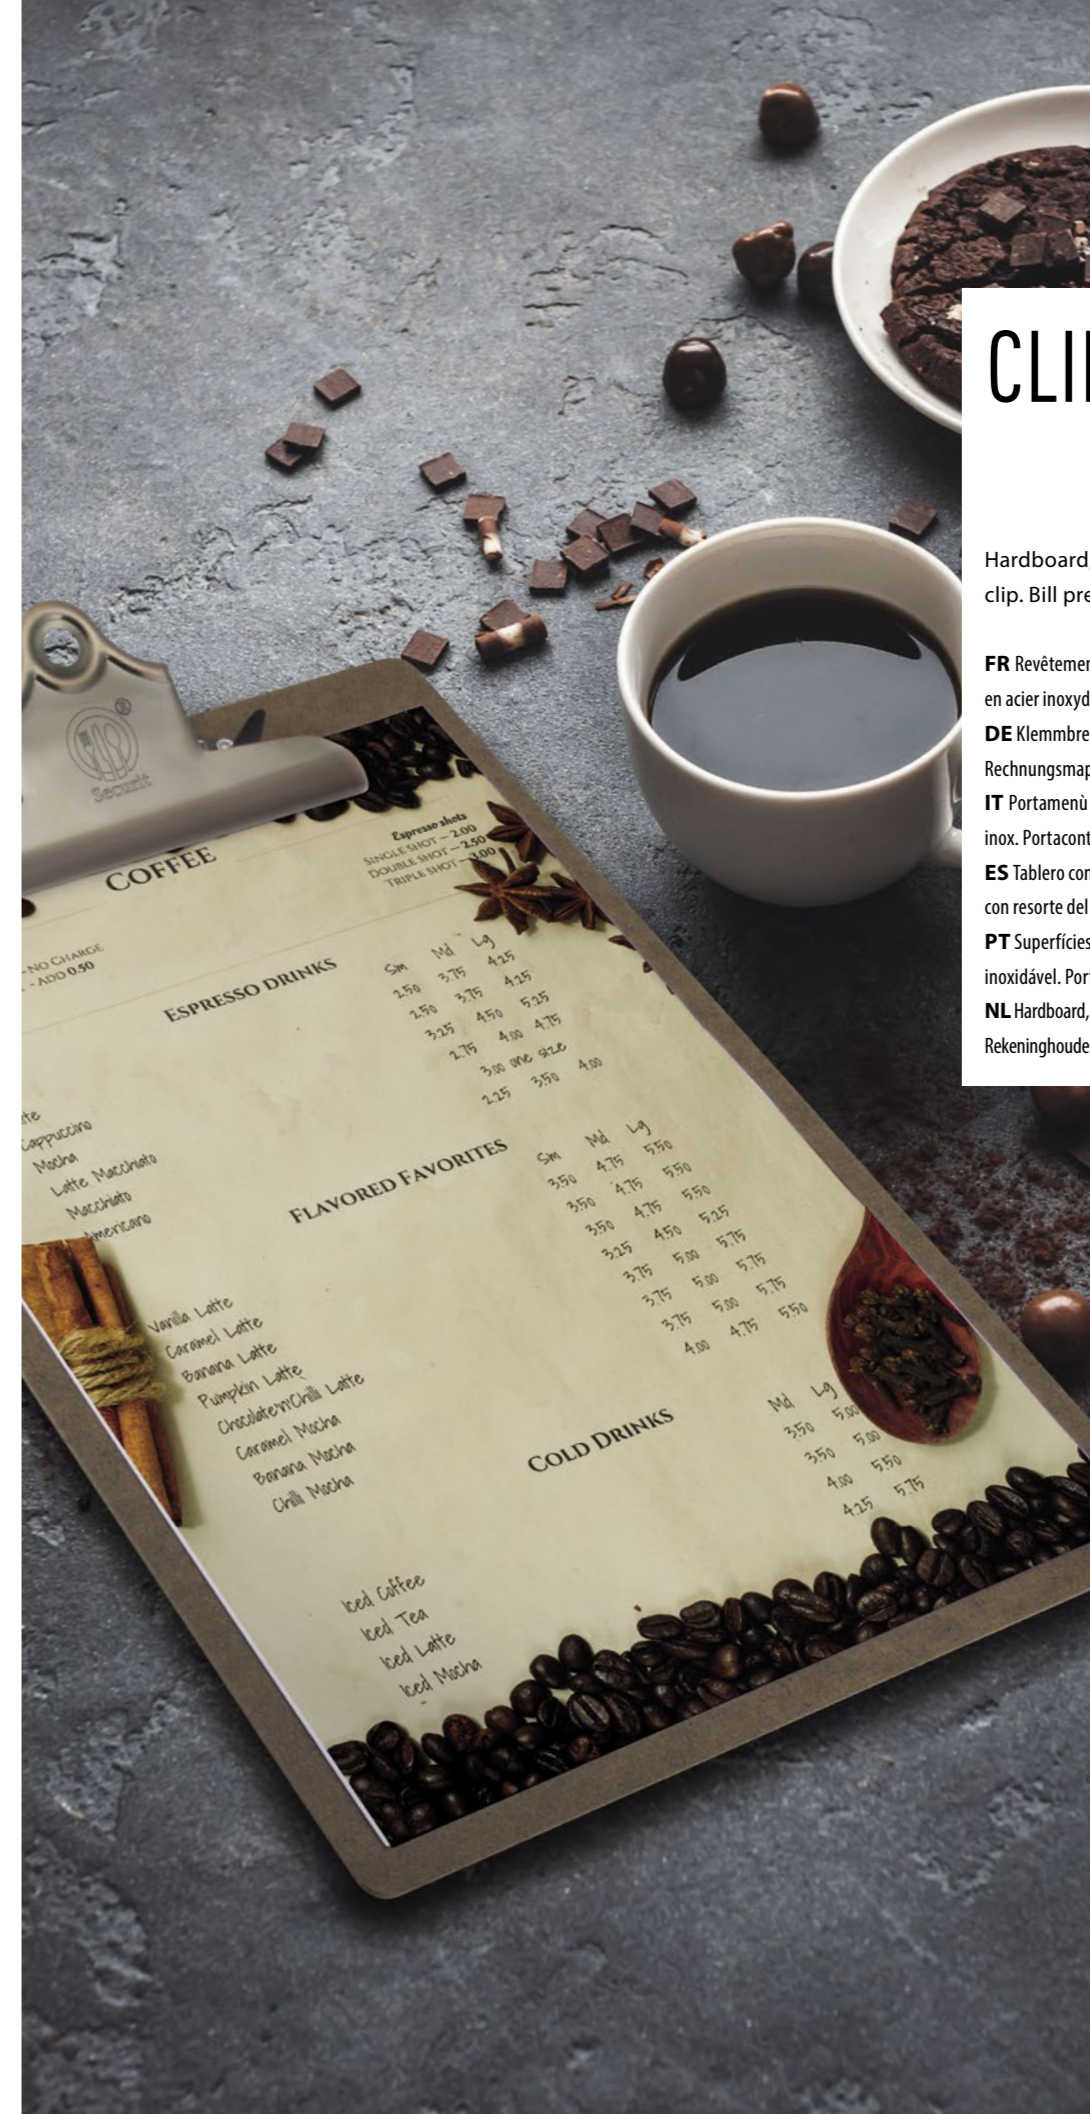 Securit
®
COFFEE
Espresso shots
SINGLE SHOT – 2.00
DOUBLE SHOT – 2.50
TRIPLE SHOT – 3.00
- NO CHARGE
- ADD 0.50
ESPRESSO DRINKS
Sm Md Lg
2.50 3.75 4.25
2.50 3.75 4.25
3.25 4.50 5.25
2.75 4.00 4.75
3.00 one size
2.25 3.50 4.00
Cappuccino
Mocha
Latte Macchiato
Macchiato
Americano
FLAVORED FAVORITES
Sm Md Lg
3.50 4.75 5.50
3.50 4.75 5.50
3.50 4.75 5.50
3.25 4.50 5.25
3.75 5.00 5.75
3.75 5.00 5.75
3.75 5.00 5.75
4.00 4.75 5.50
Vanilla Latte
Caramel Latte
Banana Latte
Pumpkin Latte
Chocolate'n'Chilli Latte
Caramel Mocha
Banana Mocha
Chilli Mocha
COLD DRINKS
Md Lg
3.50 5.00
3.50 5.00
4.00 5.50
4.25 5.75
Iced Coffee
Iced Tea
Iced Latte
Iced Mocha
CLI
Hardboard,
clip. Bill pre
FR Revêtemen
en acier inoxyd
DE Klemmbre
Rechnungsmap
IT Portamenù
inox. Portacont
ES Tablero con
con resorte del
PT Superfícies
inoxidável. Por
NL Hardboard,
Rekeninghoude